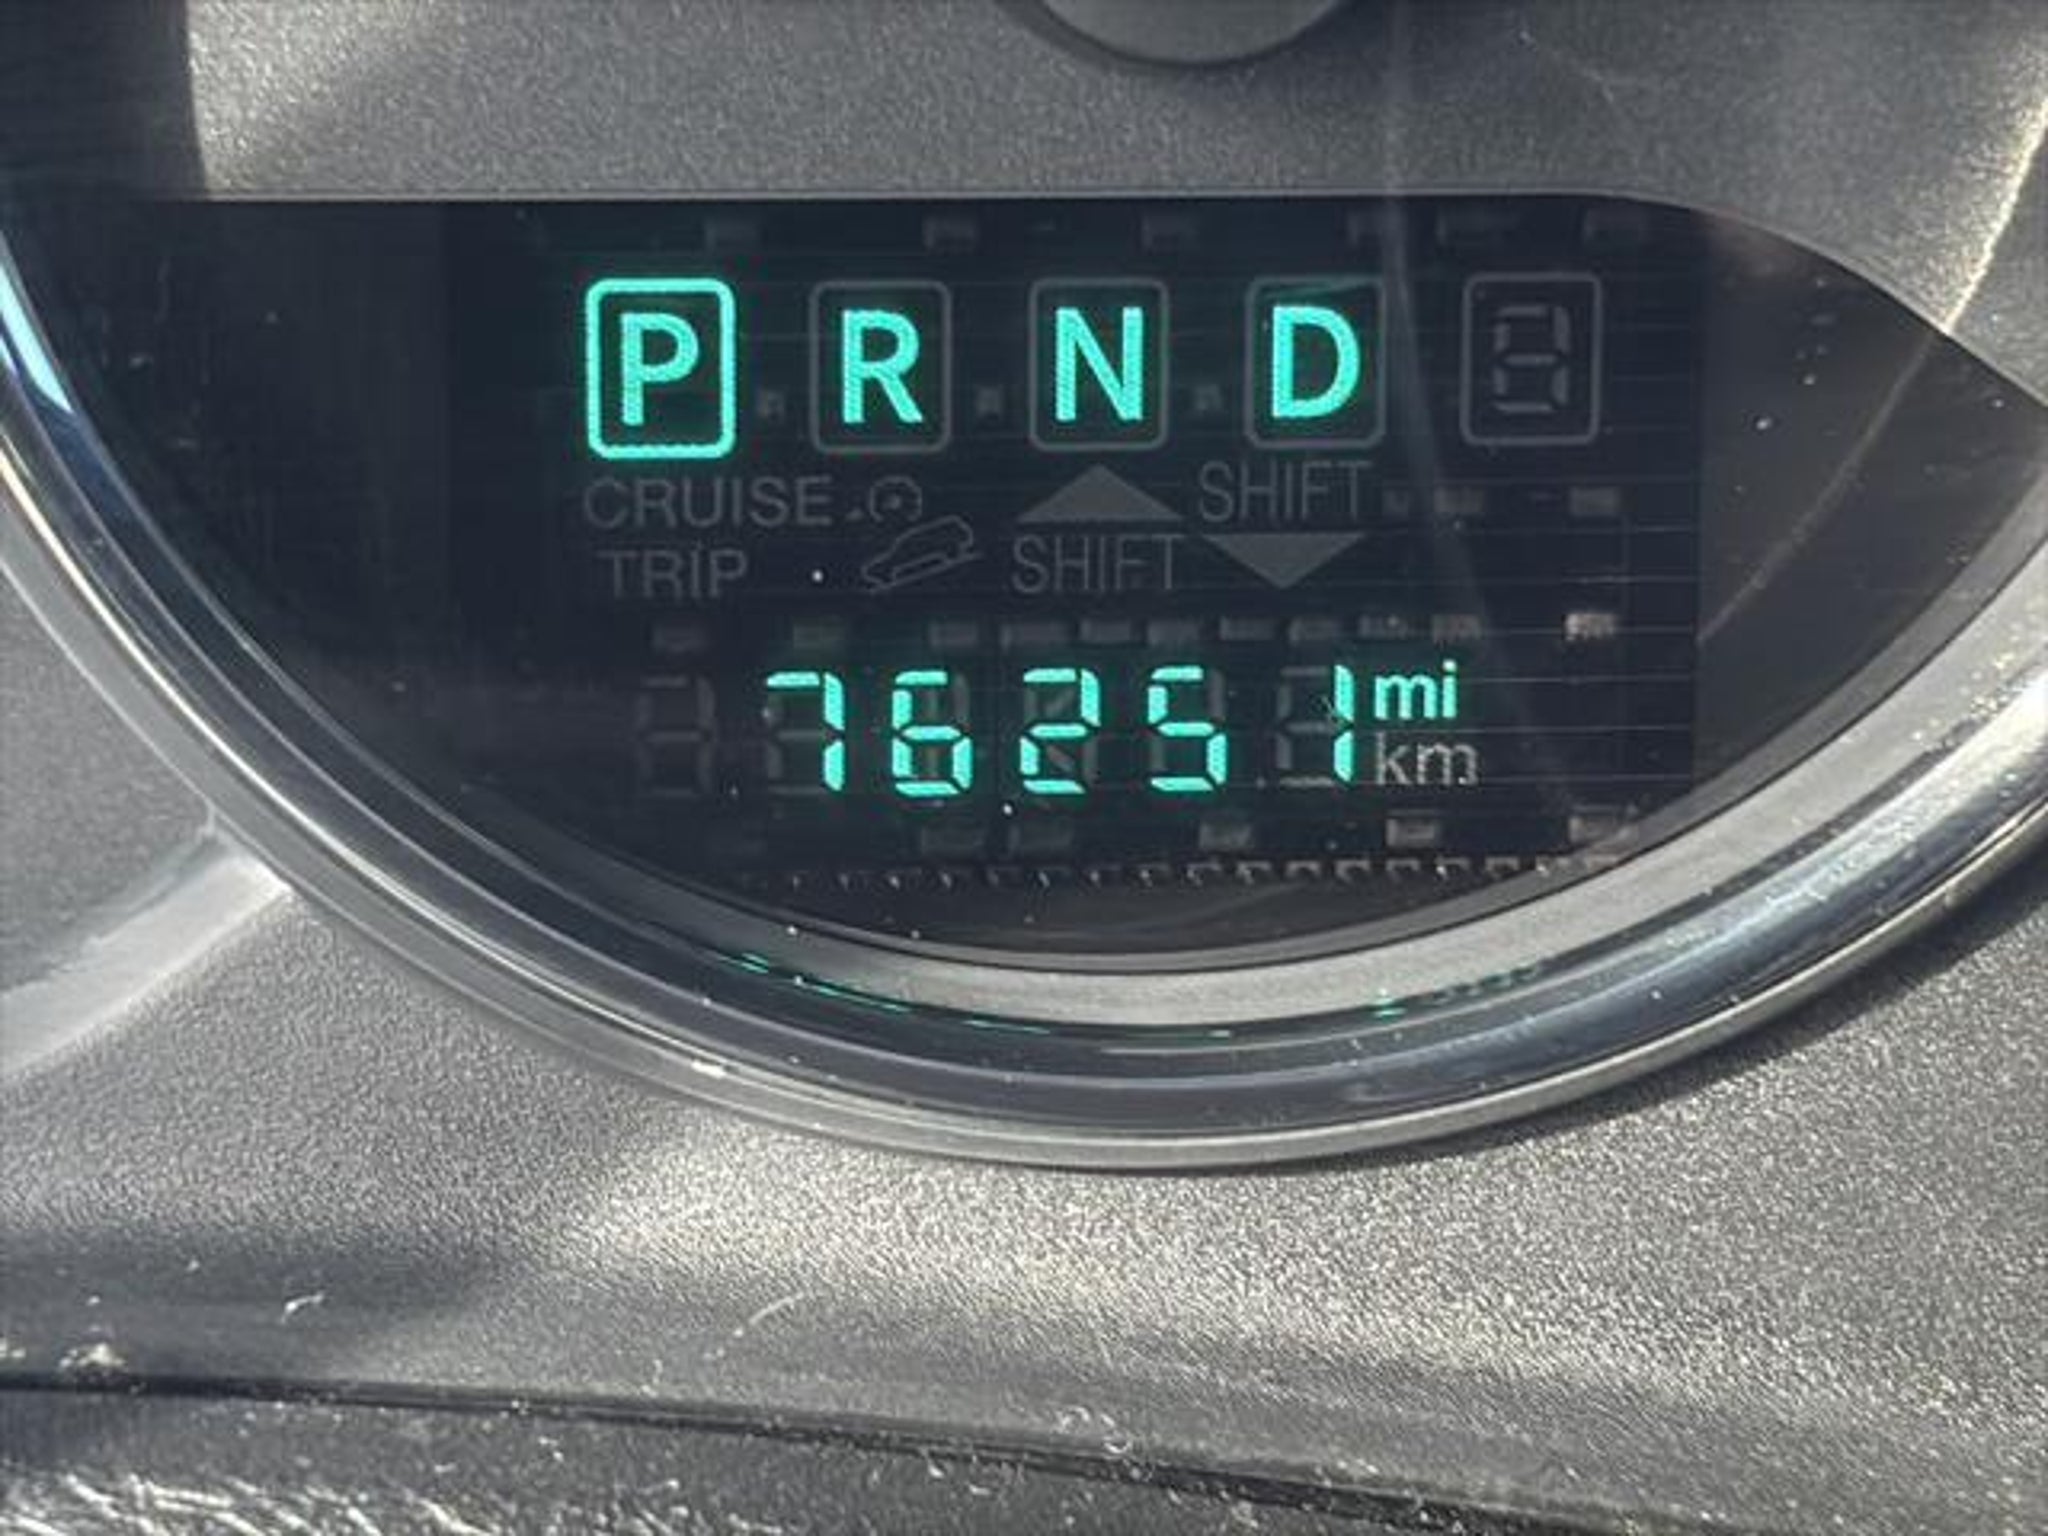 P R N D
CRUISE SHIFT
TRIP SHIFT
76251 mi
km